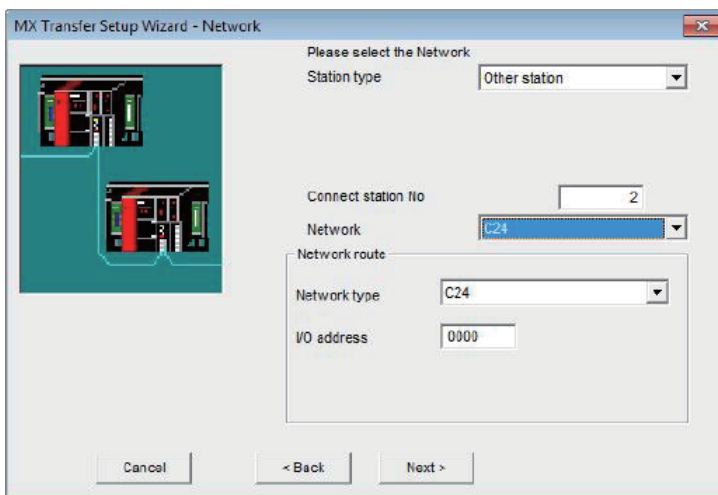 MX Transfer Setup Wizard - Network
Please select the Network
Station type Other station
Connect station No 2
Network C24
Network route
Network type C24
I/O address 0000
Cancel < Back Next >